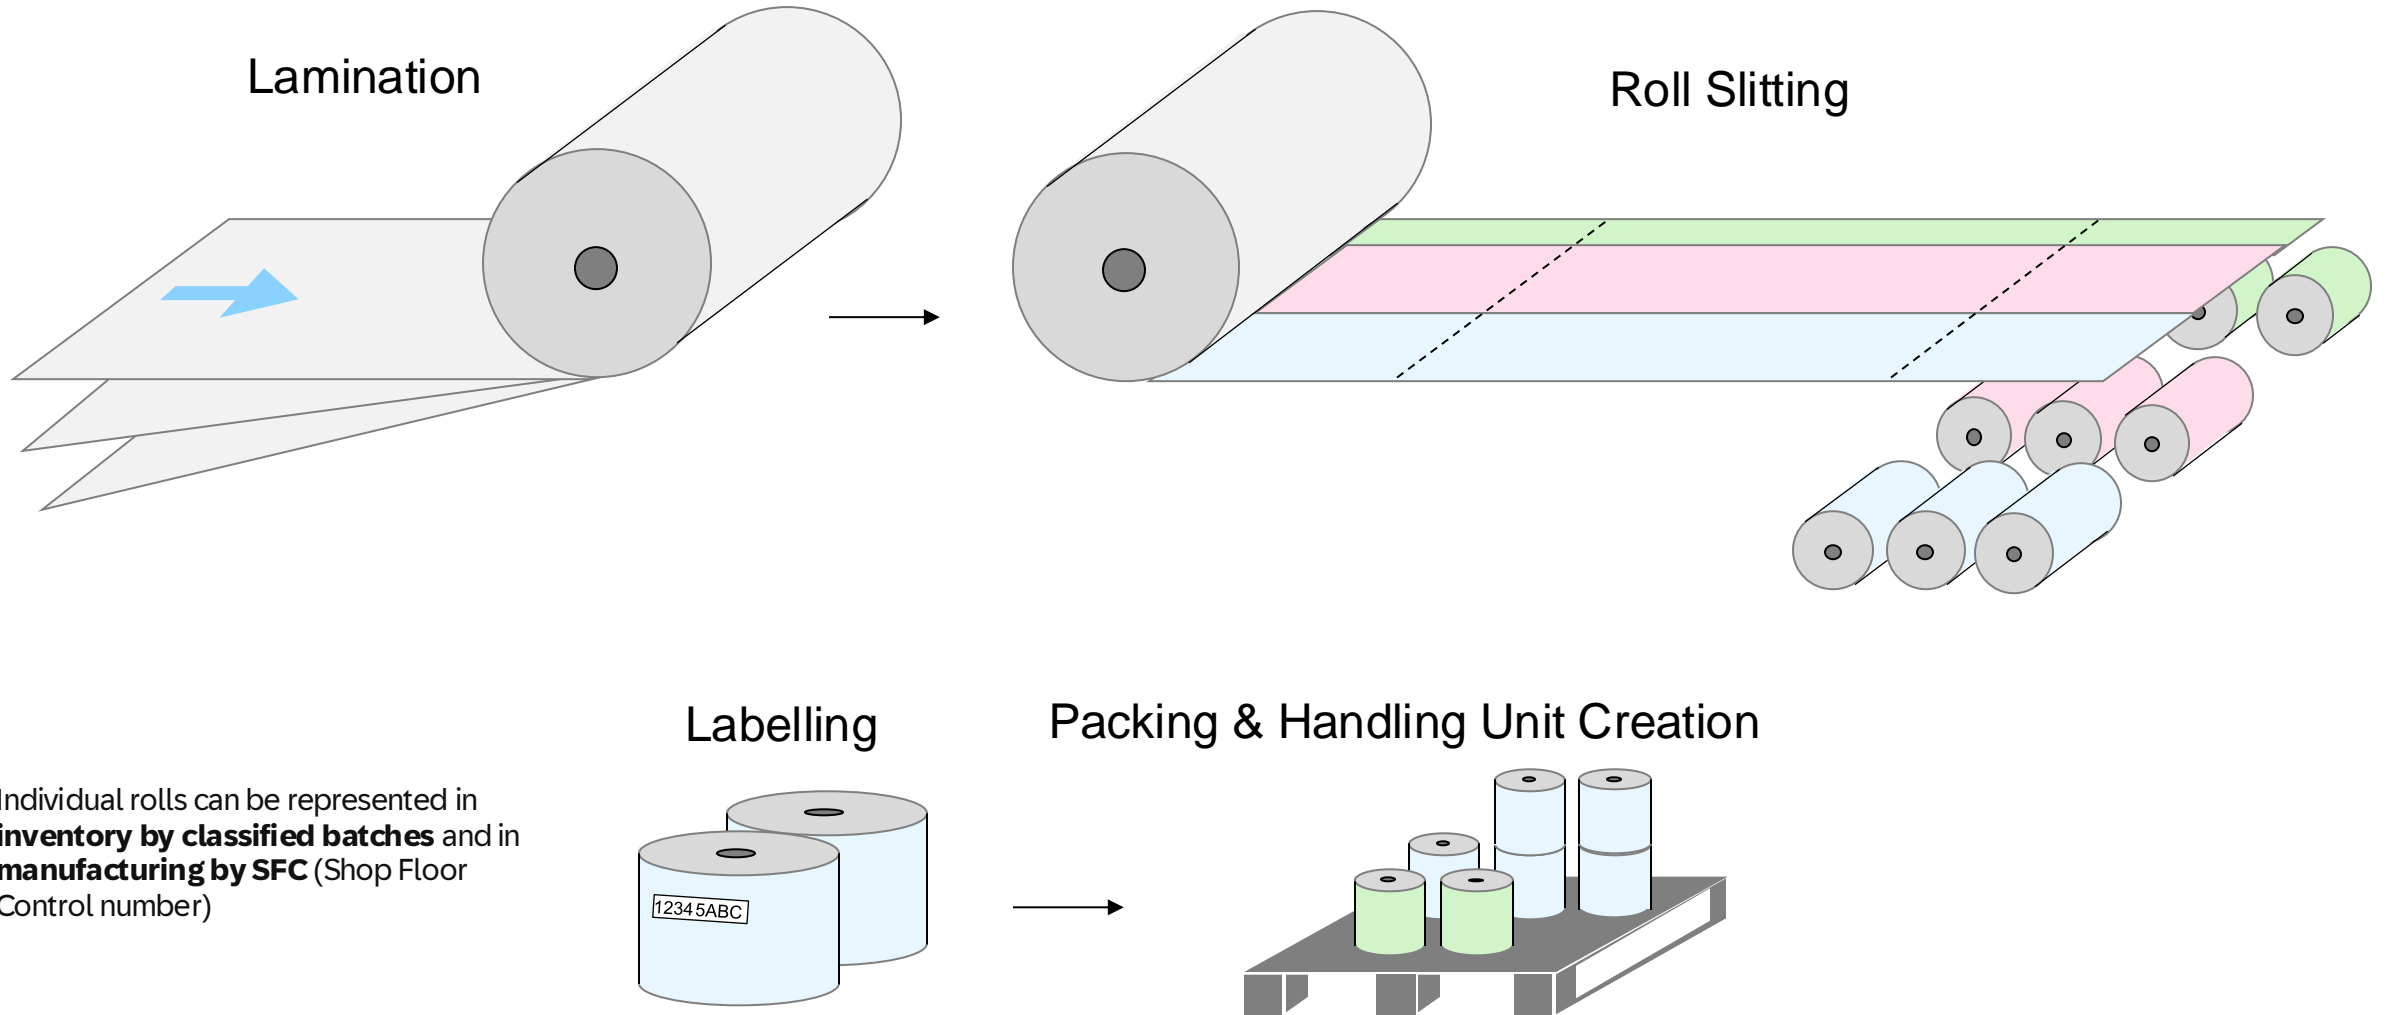 Lamination
Roll Slitting
Labelling
Packing & Handling Unit Creation
Individual rolls can be represented in
inventory by classified batches and in
manufacturing by SFC (Shop Floor
Control number)
12345ABC